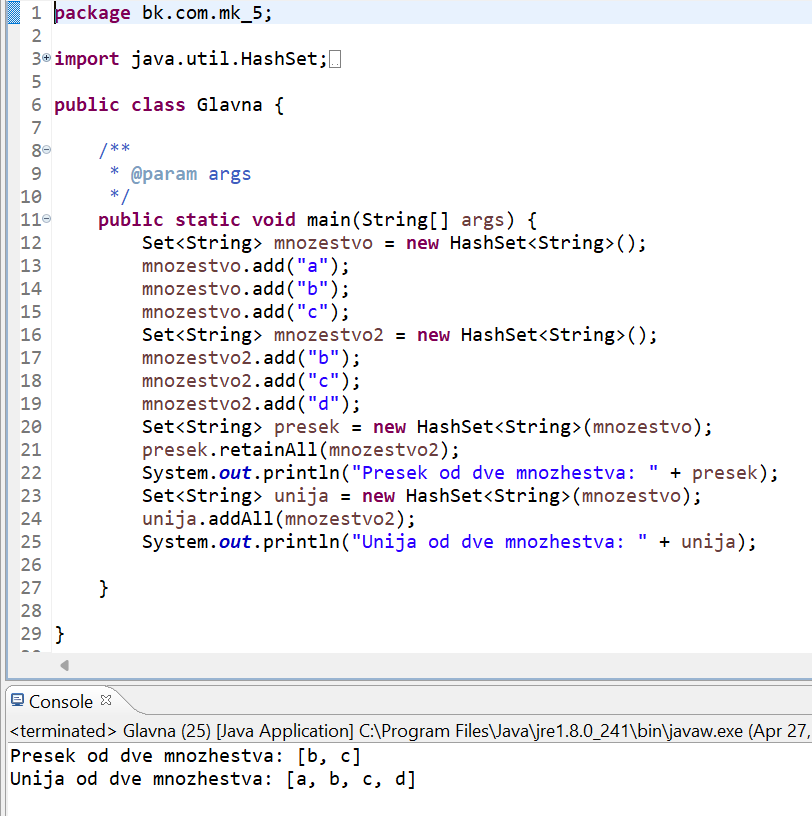 1 package bk.com.mk_5;
2
3 import java.util.HashSet;
5
6 public class Glavna {
7
8     /**
9      * @param args
10      */
11     public static void main(String[] args) {
12         Set<String> mnozestvo = new HashSet<String>();
13         mnozestvo.add("a");
14         mnozestvo.add("b");
15         mnozestvo.add("c");
16         Set<String> mnozestvo2 = new HashSet<String>();
17         mnozestvo2.add("b");
18         mnozestvo2.add("c");
19         mnozestvo2.add("d");
20         Set<String> presek = new HashSet<String>(mnozestvo);
21         presek.retainAll(mnozestvo2);
22         System.out.println("Presek od dve mnozhestva: " + presek);
23         Set<String> unija = new HashSet<String>(mnozestvo);
24         unija.addAll(mnozestvo2);
25         System.out.println("Unija od dve mnozhestva: " + unija);
26
27     }
28
29 }
Console
<terminated> Glavna (25) [Java Application] C:\Program Files\Java\jre1.8.0_241\bin\javaw.exe (Apr 27,
Presek od dve mnozhestva: [b, c]
Unija od dve mnozhestva: [a, b, c, d]